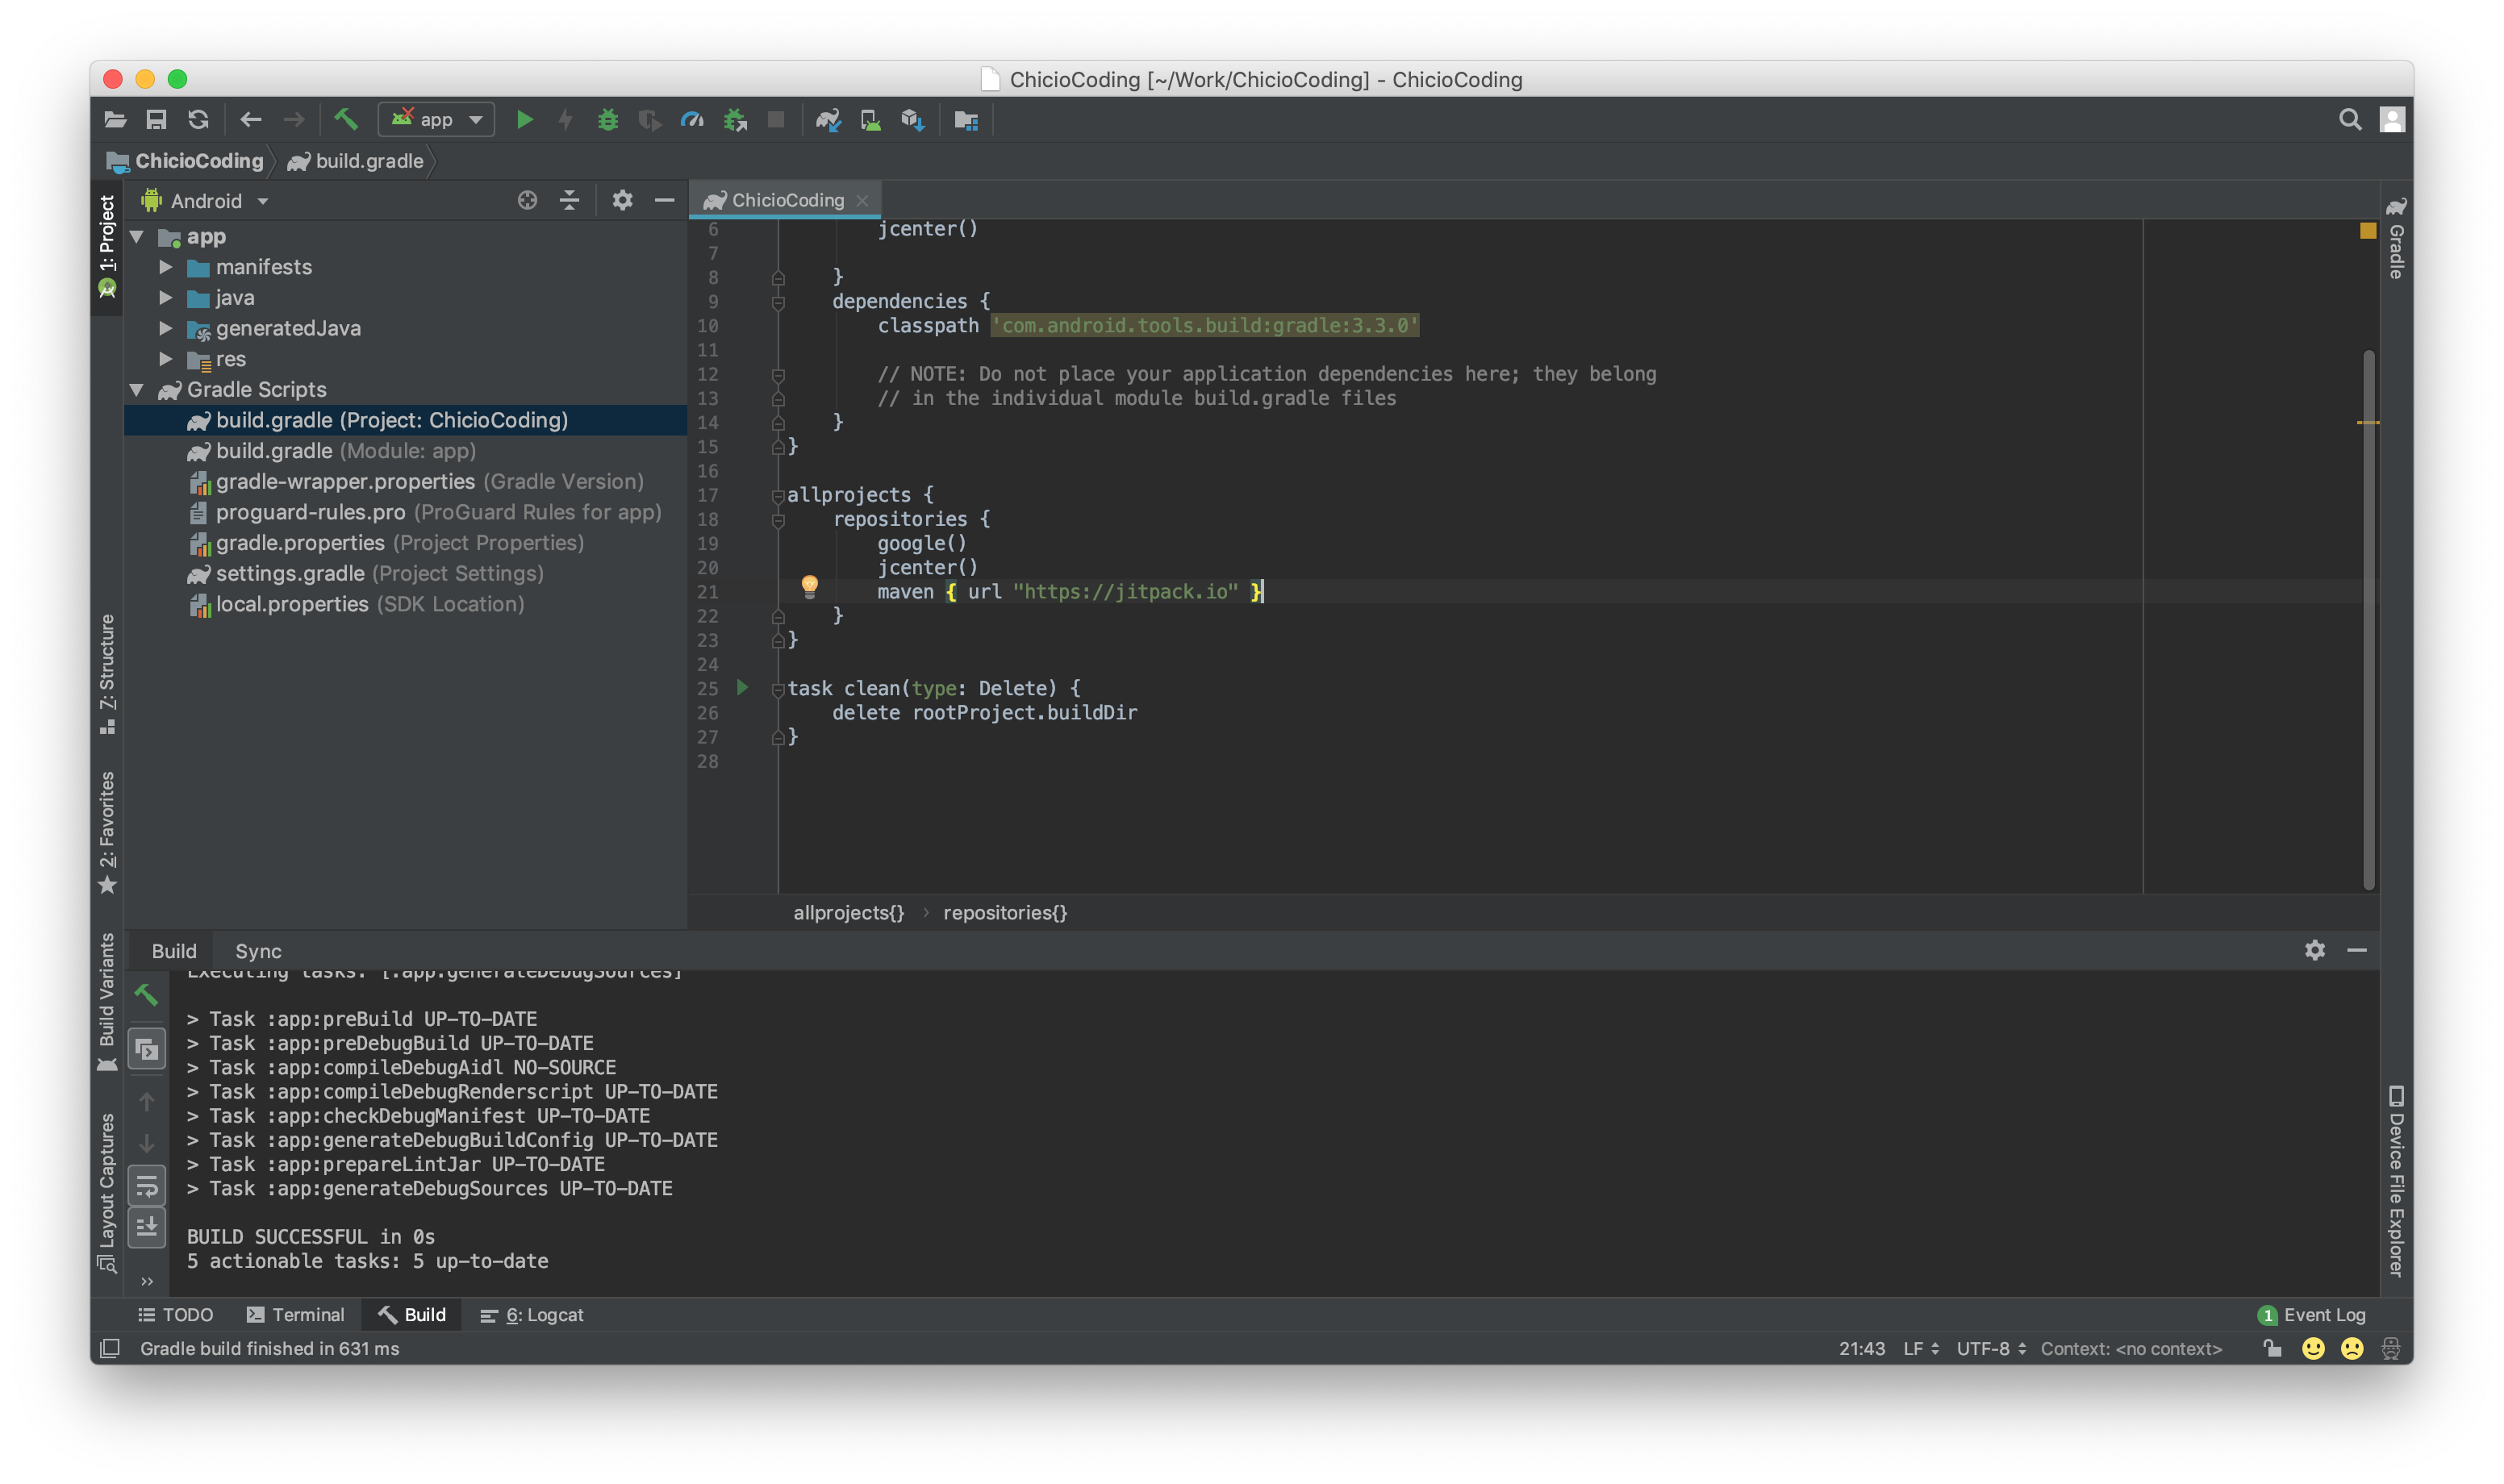 ChicioCoding [~/Work/ChicioCoding] - ChicioCoding
app
ChicioCoding
build.gradle
1: Project
Android
ChicioCoding
Gradle
app
manifests
java
generatedJava
res
Gradle Scripts
build.gradle (Project: ChicioCoding)
build.gradle (Module: app)
gradle-wrapper.properties (Gradle Version)
proguard-rules.pro (ProGuard Rules for app)
gradle.properties (Project Properties)
settings.gradle (Project Settings)
local.properties (SDK Location)
6 jcenter()
7
8 }
9 dependencies {
10 classpath 'com.android.tools.build:gradle:3.3.0'
11
12 // NOTE: Do not place your application dependencies here; they belong
13 // in the individual module build.gradle files
14 }
15 }
16
17 allprojects {
18 repositories {
19 google()
20 jcenter()
21 maven { url "https://jitpack.io" }
22 }
23 }
24
25 task clean(type: Delete) {
26 delete rootProject.buildDir
27 }
28
allprojects{} › repositories{}
7: Structure
2: Favorites
Build Variants
Layout Captures
Device File Explorer
Build Sync
Executing tasks: [:app:generateDebugSources]
> Task :app:preBuild UP-TO-DATE
> Task :app:preDebugBuild UP-TO-DATE
> Task :app:compileDebugAidl NO-SOURCE
> Task :app:compileDebugRenderscript UP-TO-DATE
> Task :app:checkDebugManifest UP-TO-DATE
> Task :app:generateDebugBuildConfig UP-TO-DATE
> Task :app:prepareLintJar UP-TO-DATE
> Task :app:generateDebugSources UP-TO-DATE
BUILD SUCCESSFUL in 0s
5 actionable tasks: 5 up-to-date
TODO Terminal Build 6: Logcat 1 Event Log
Gradle build finished in 631 ms 21:43 LF UTF-8 Context: <no context>